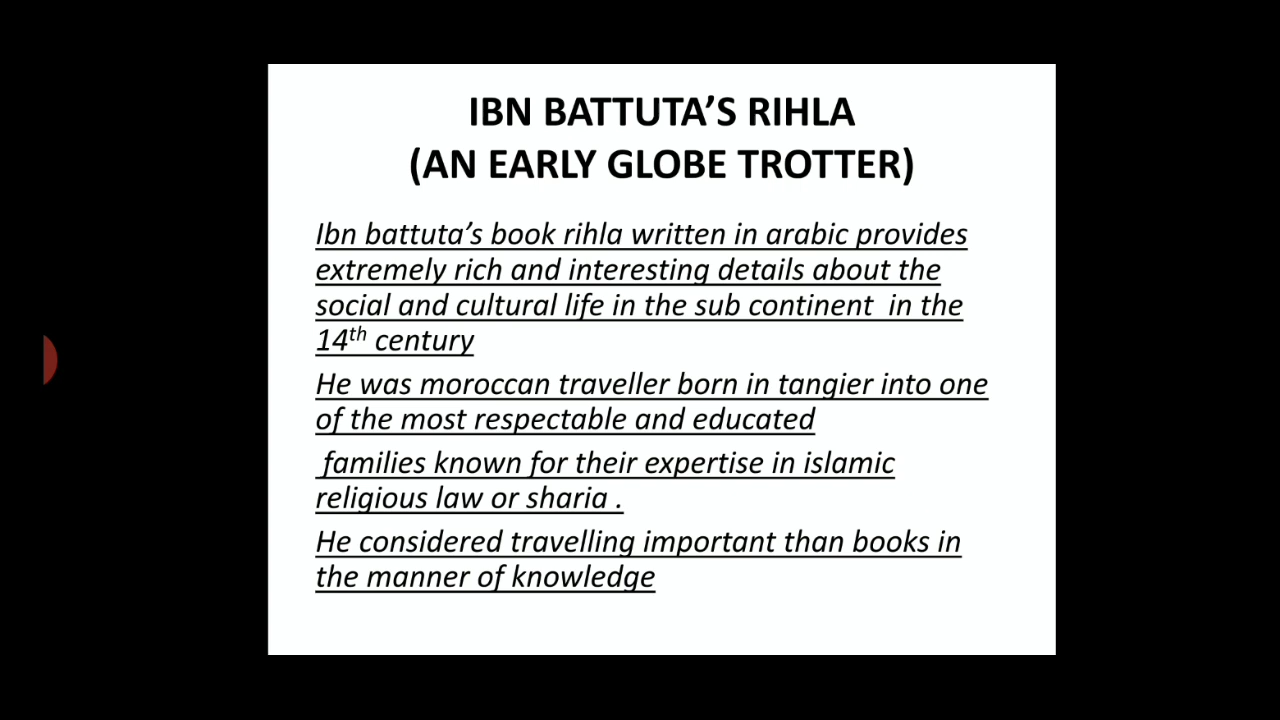 IBN BATTUTA’S RIHLA
(AN EARLY GLOBE TROTTER)
Ibn battuta’s book rihla written in arabic provides
extremely rich and interesting details about the
social and cultural life in the sub continent  in the
14th century
He was moroccan traveller born in tangier into one
of the most respectable and educated
families known for their expertise in islamic
religious law or sharia .
He considered travelling important than books in
the manner of knowledge